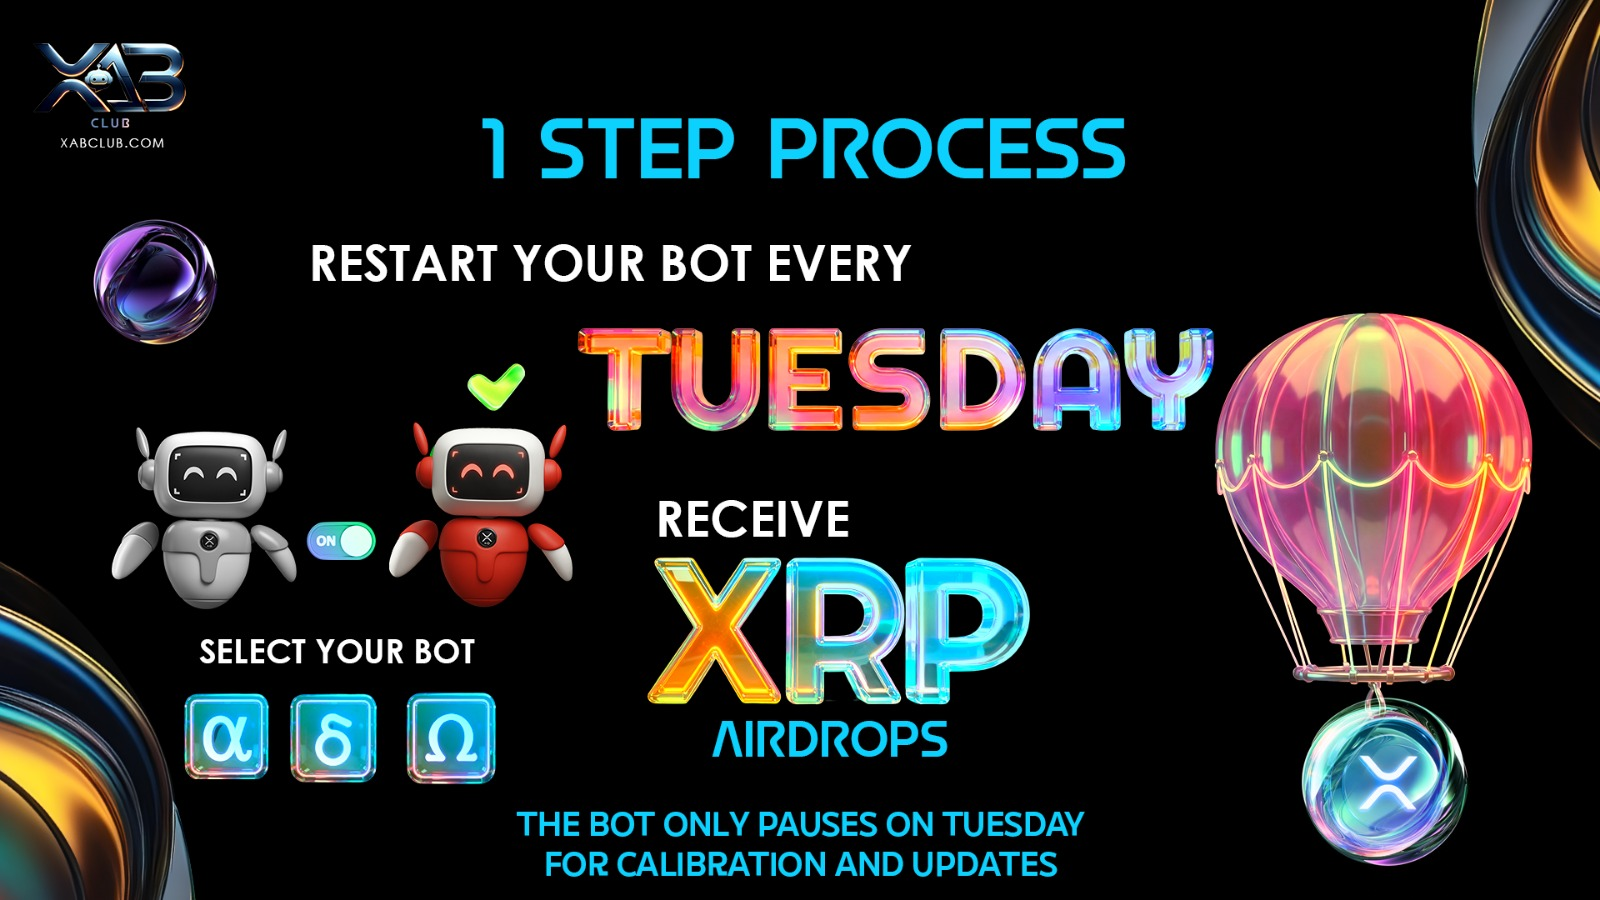 XAB
CLUB
XABCLUB.COM
1 STEP PROCESS
RESTART YOUR BOT EVERY
TUESDAY
ON
SELECT YOUR BOT
α δ Ω
RECEIVE
XRP
AIRDROPS
THE BOT ONLY PAUSES ON TUESDAY
FOR CALIBRATION AND UPDATES